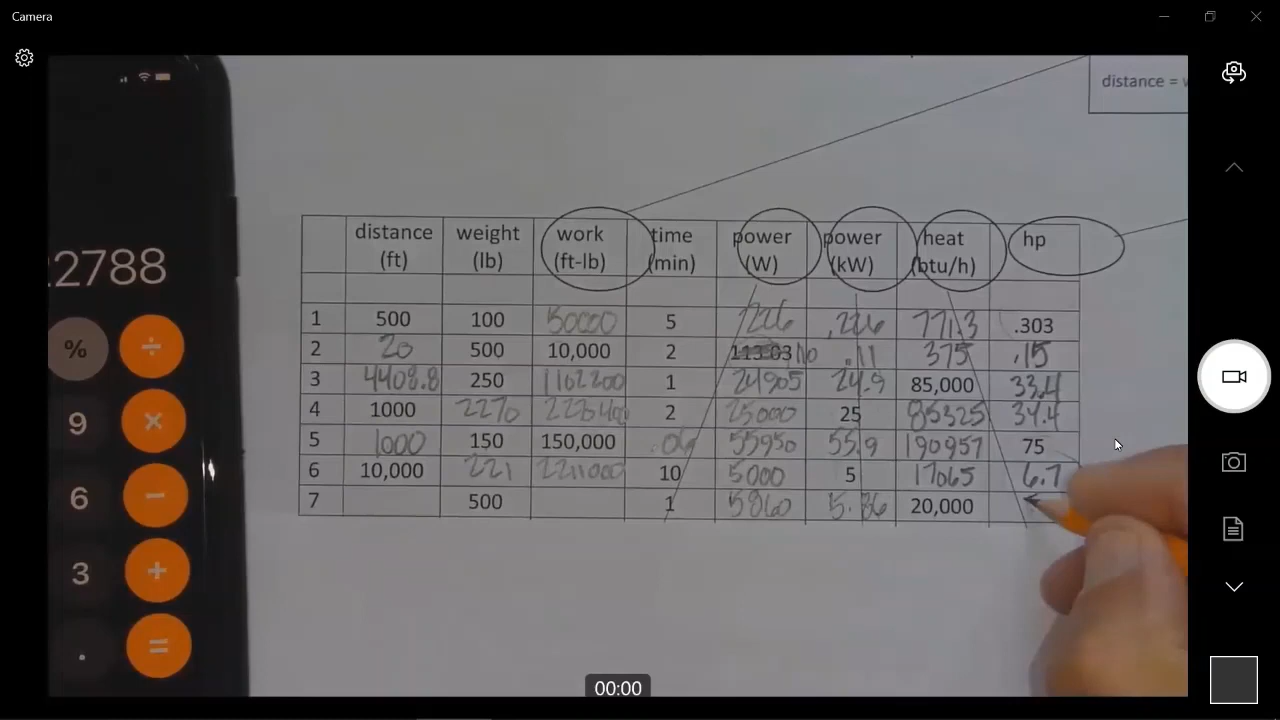 Camera
distance = 
2788
distance (ft) weight (lb) work (ft-lb) time (min) power (W) power (kW) heat (btu/h) hp
1 500 100 50000 5 226 .226 771.3 .303
2 20 500 10,000 2 113.03 110 .11 375 .15
3 4408.8 250 1102200 1 24905 24.9 85,000 33.4
4 1000 2270 2 25000 25 85325 34.4
5 1000 150 150,000 55950 55.9 190957 75
6 10,000 221 2211000 10 5000 5 17065 6.7
7 500 1 5860 5.86 20,000
%
÷
9
×
6
−
3
+
.
=
00:00